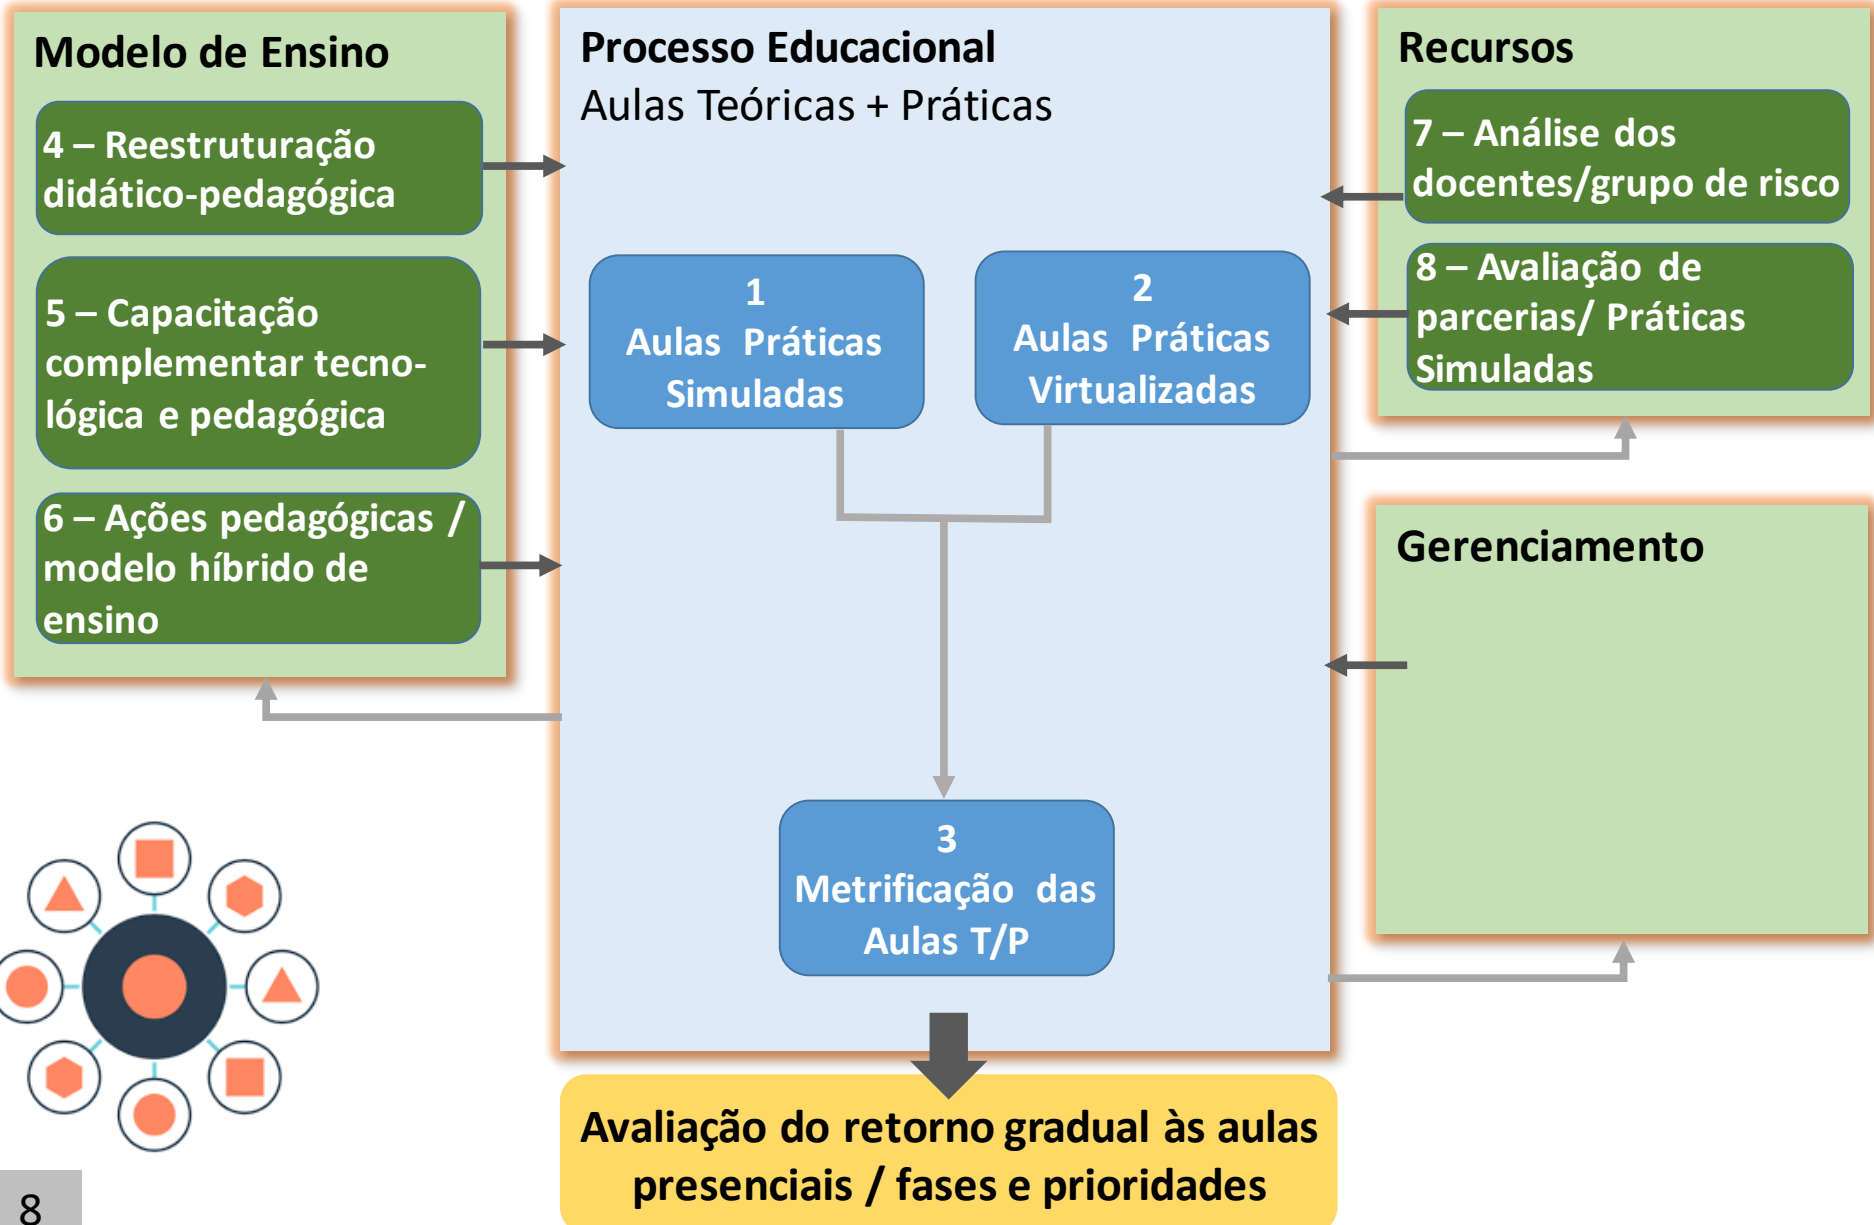 Modelo de Ensino
4 – Reestruturação
didático-pedagógica
5 – Capacitação
complementar tecno-
lógica e pedagógica
6 – Ações pedagógicas /
modelo híbrido de
ensino
Processo Educacional
Aulas Teóricas + Práticas
1
Aulas Práticas
Simuladas
2
Aulas Práticas
Virtualizadas
3
Metrificação das
Aulas T/P
Recursos
7 – Análise dos
docentes/grupo de risco
8 – Avaliação de
parcerias/ Práticas
Simuladas
Gerenciamento
Avaliação do retorno gradual às aulas
presenciais / fases e prioridades
8